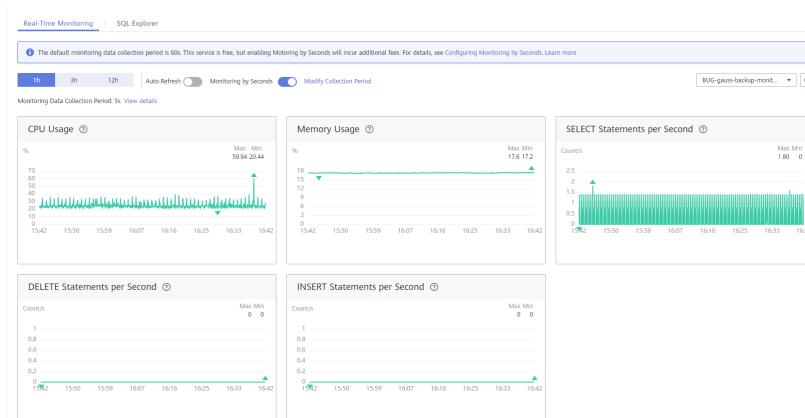 Real-Time Monitoring SQL Explorer
The default monitoring data collection period is 60s. This service is free, but enabling Motoring by Seconds will incur additional fees. For details, see Configuring Monitoring by Seconds. Learn more
1h 3h 12h Auto Refresh Monitoring by Seconds Modify Collection Period BUG-gauss-backup-monit...
Monitoring Data Collection Period: 5s. View details
CPU Usage
% Max Min
59.94 20.44
70
60
50
40
30
20
10
0
15:42 15:50 15:59 16:07 16:16 16:25 16:33 16:42
Memory Usage
% Max Min
17.6 17.2
18
15
12
9
6
3
0
15:42 15:50 15:59 16:07 16:16 16:25 16:33 16:42
SELECT Statements per Second
Count/s Max Min
1.80 0
2.5
2
1.5
1
0.5
0
15:42 15:50 15:59 16:07 16:16 16:25 16:33
DELETE Statements per Second
Count/s Max Min
0 0
1
0.8
0.6
0.4
0.2
0
15:42 15:50 15:59 16:07 16:16 16:25 16:33 16:42
INSERT Statements per Second
Count/s Max Min
0 0
1
0.8
0.6
0.4
0.2
0
15:42 15:50 15:59 16:07 16:16 16:25 16:33 16:42